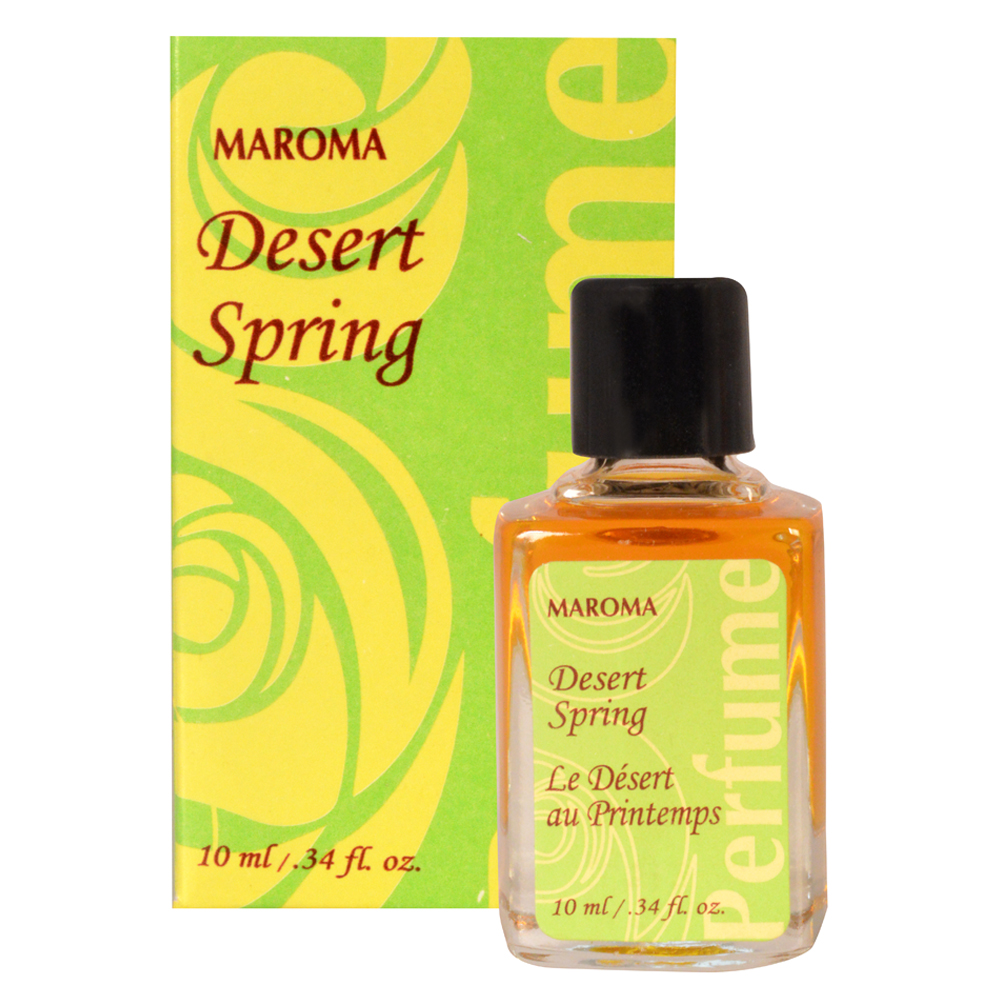 MAROMA
Desert
Spring
10 ml / .34 fl. oz.
MAROMA
Desert
Spring
Le Désert
au Printemps
10 ml / .34 fl. oz.
Perfume